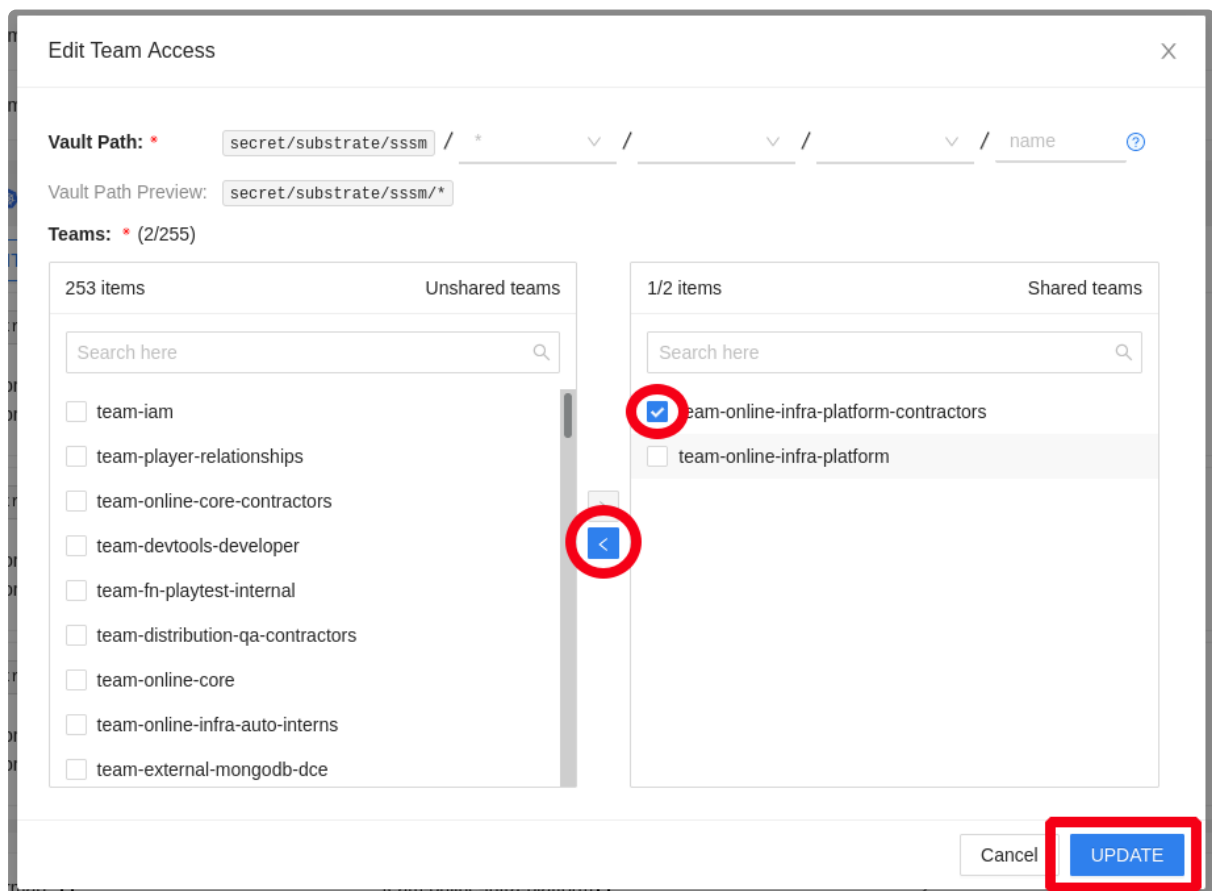 Edit Team Access
Vault Path: * secret/substrate/sssm / * / / / name
Vault Path Preview: secret/substrate/sssm/*
Teams: * (2/255)
253 items Unshared teams
1/2 items Shared teams
Search here
Search here
team-iam
team-player-relationships
team-online-core-contractors
team-devtools-developer
team-fn-playtest-internal
team-distribution-qa-contractors
team-online-core
team-online-infra-auto-interns
team-external-mongodb-dce
team-online-infra-platform-contractors
team-online-infra-platform
Cancel UPDATE